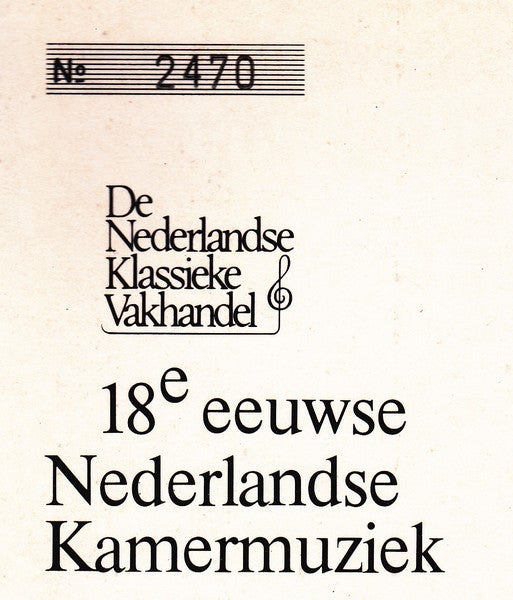 № 2470
De
Nederlandse
Klassieke
Vakhandel
18e eeuwse
Nederlandse
Kamermuziek